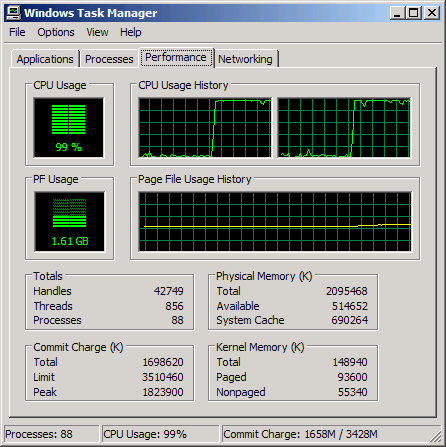 Windows Task Manager
File Options View Help
Applications Processes Performance Networking
CPU Usage CPU Usage History
99 %
PF Usage Page File Usage History
1.61 GB
Totals Physical Memory (K)
Handles 42749 Total 2095468
Threads 856 Available 514652
Processes 88 System Cache 690264
Commit Charge (K) Kernel Memory (K)
Total 1698620 Total 148940
Limit 3510460 Paged 93600
Peak 1823900 Nonpaged 55340
Processes: 88 CPU Usage: 99% Commit Charge: 1658M / 3428M